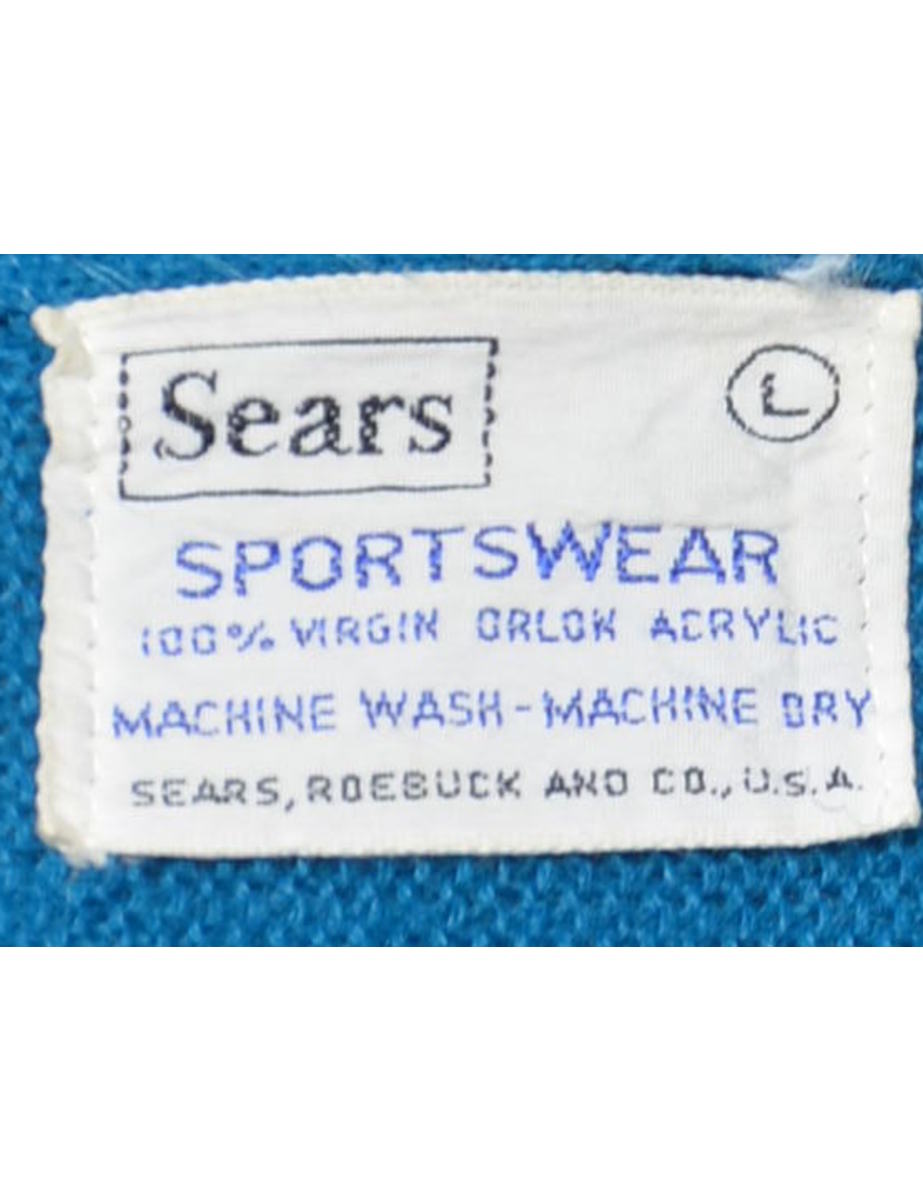 Sears L
SPORTSWEAR
100% VIRGIN ORLON ACRYLIC
MACHINE WASH-MACHINE DRY
SEARS, ROEBUCK AND CO., U.S.A.